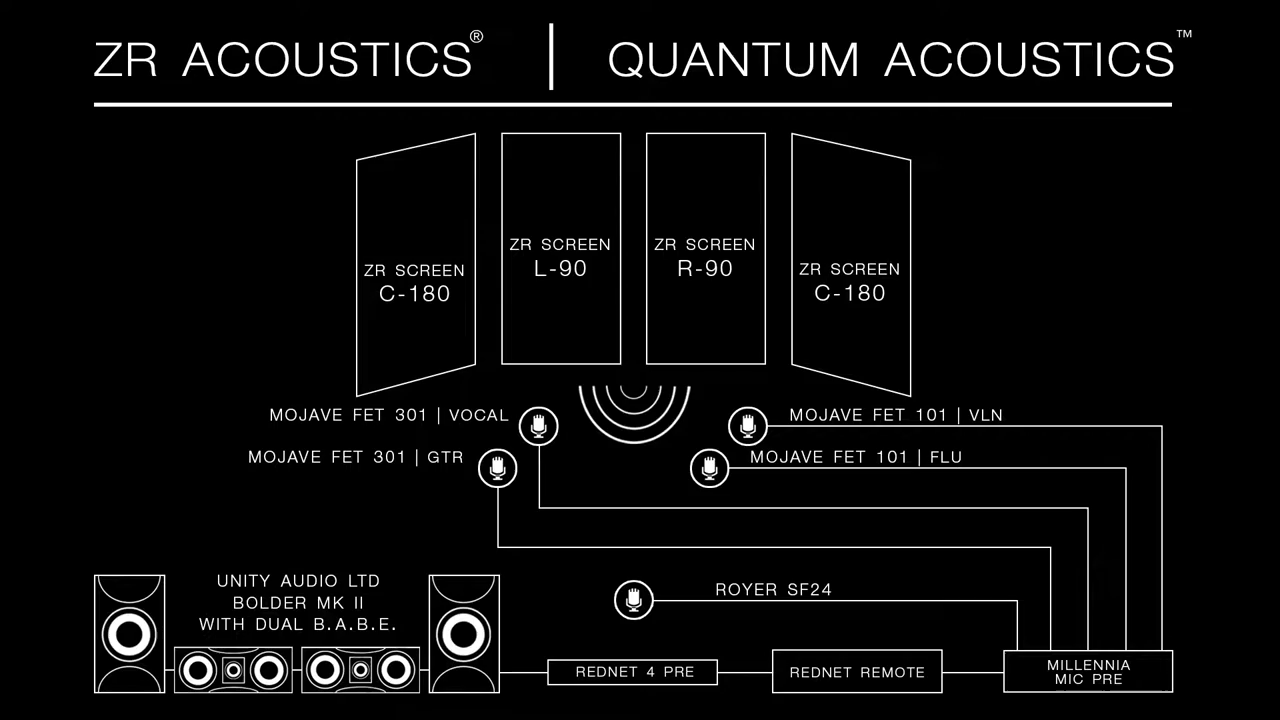 ZR ACOUSTICS® | QUANTUM ACOUSTICS™
ZR SCREEN
C-180
ZR SCREEN
L-90
ZR SCREEN
R-90
ZR SCREEN
C-180
MOJAVE FET 301 | VOCAL
MOJAVE FET 101 | VLN
MOJAVE FET 301 | GTR
MOJAVE FET 101 | FLU
UNITY AUDIO LTD
BOLDER MK II
WITH DUAL B.A.B.E.
ROYER SF24
REDNET 4 PRE
REDNET REMOTE
MILLENNIA
MIC PRE